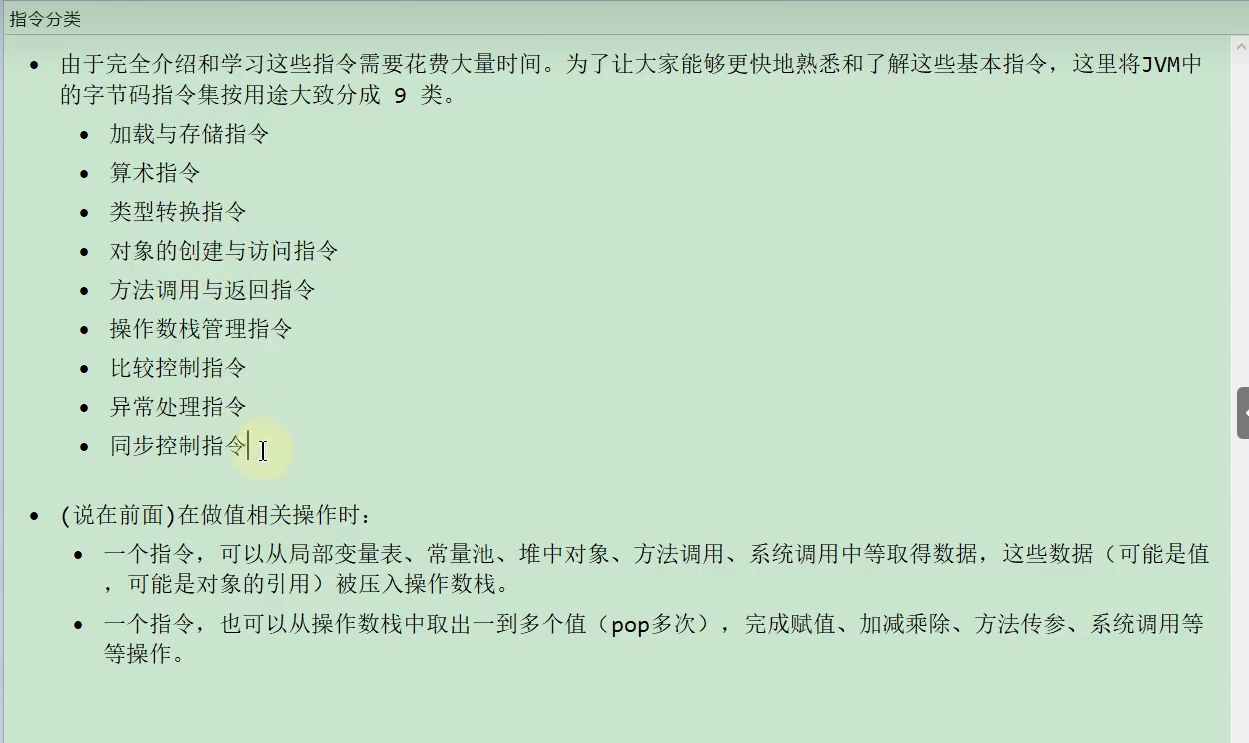 指令分类
由于完全介绍和学习这些指令需要花费大量时间。为了让大家能够更快地熟悉和了解这些基本指令，这里将JVM中
的字节码指令集按用途大致分成 9 类。
加载与存储指令
算术指令
类型转换指令
对象的创建与访问指令
方法调用与返回指令
操作数栈管理指令
比较控制指令
异常处理指令
同步控制指令
(说在前面)在做值相关操作时：
一个指令，可以从局部变量表、常量池、堆中对象、方法调用、系统调用中等取得数据，这些数据（可能是值
，可能是对象的引用）被压入操作数栈。
一个指令，也可以从操作数栈中取出一到多个值（pop多次），完成赋值、加减乘除、方法传参、系统调用等
等操作。